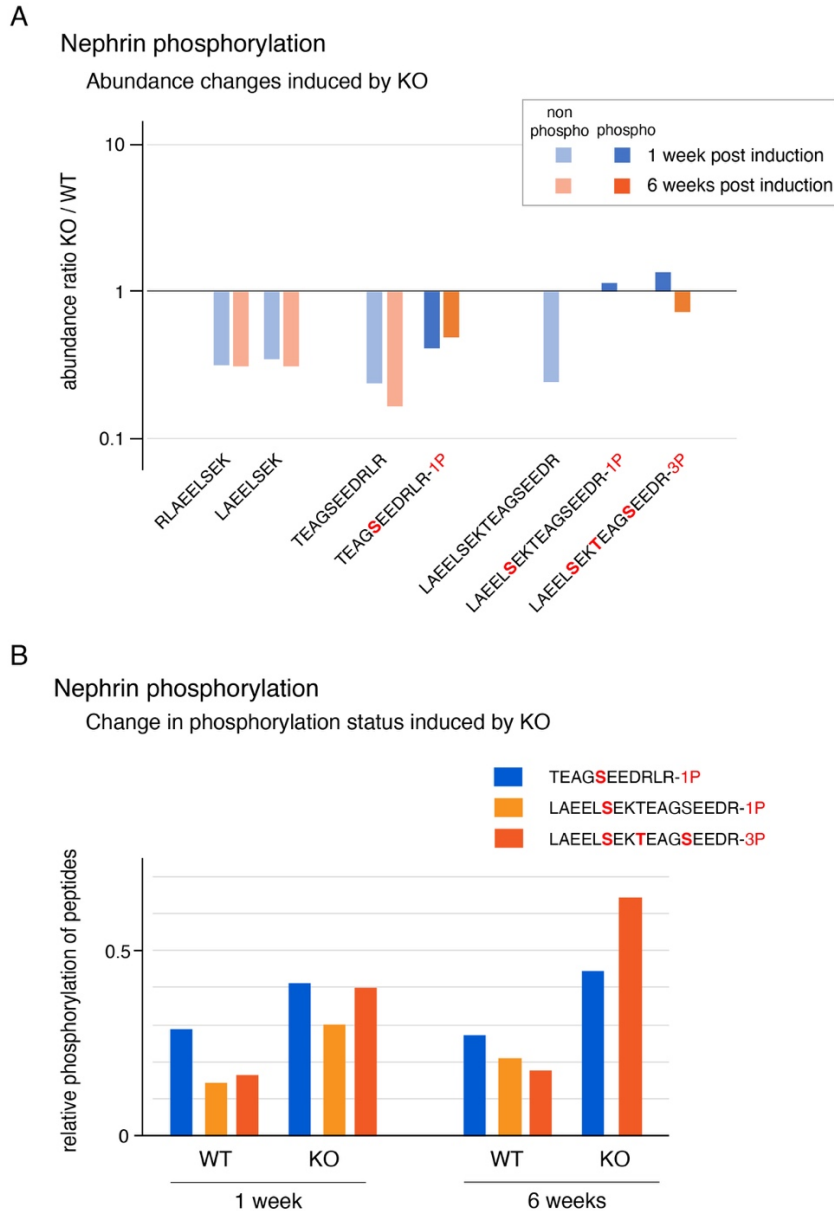 A
Nephrin phosphorylation
Abundance changes induced by KO
non phospho
phospho
1 week post induction
6 weeks post induction
abundance ratio KO / WT
10
1
0.1
RLAEELSEK
LAEELSEK
TEAGSEEDRLR
TEAGSEEDRLR-1P
LAEELSEKTEAGSEEDR
LAEELSEKTEAGSEEDR-1P
LAEELSEKTEAGSEEDR-3P
B
Nephrin phosphorylation
Change in phosphorylation status induced by KO
TEAGSEEDRLR-1P
LAEELSEKTEAGSEEDR-1P
LAEELSEKTEAGSEEDR-3P
relative phosphorylation of peptides
0.5
0
WT
KO
WT
KO
1 week
6 weeks